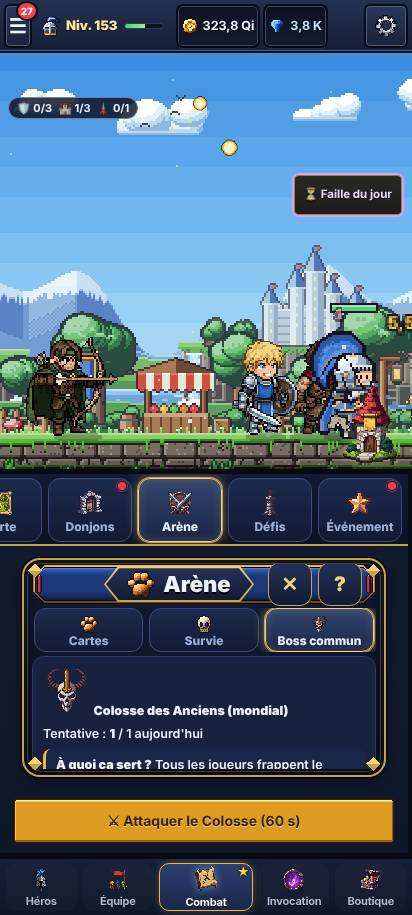 27
Niv. 153
323,8 Qi
3,8 K
0/3 1/3 0/1
Faille du jour
rte
Donjons
Arène
Défis
Événement
Arène
×
?
Cartes
Survie
Boss commun
Colosse des Anciens (mondial)
Tentative : 1 / 1 aujourd'hui
À quoi ça sert ? Tous les joueurs frappent le
Attaquer le Colosse (60 s)
Héros
Équipe
Combat
Invocation
Boutique